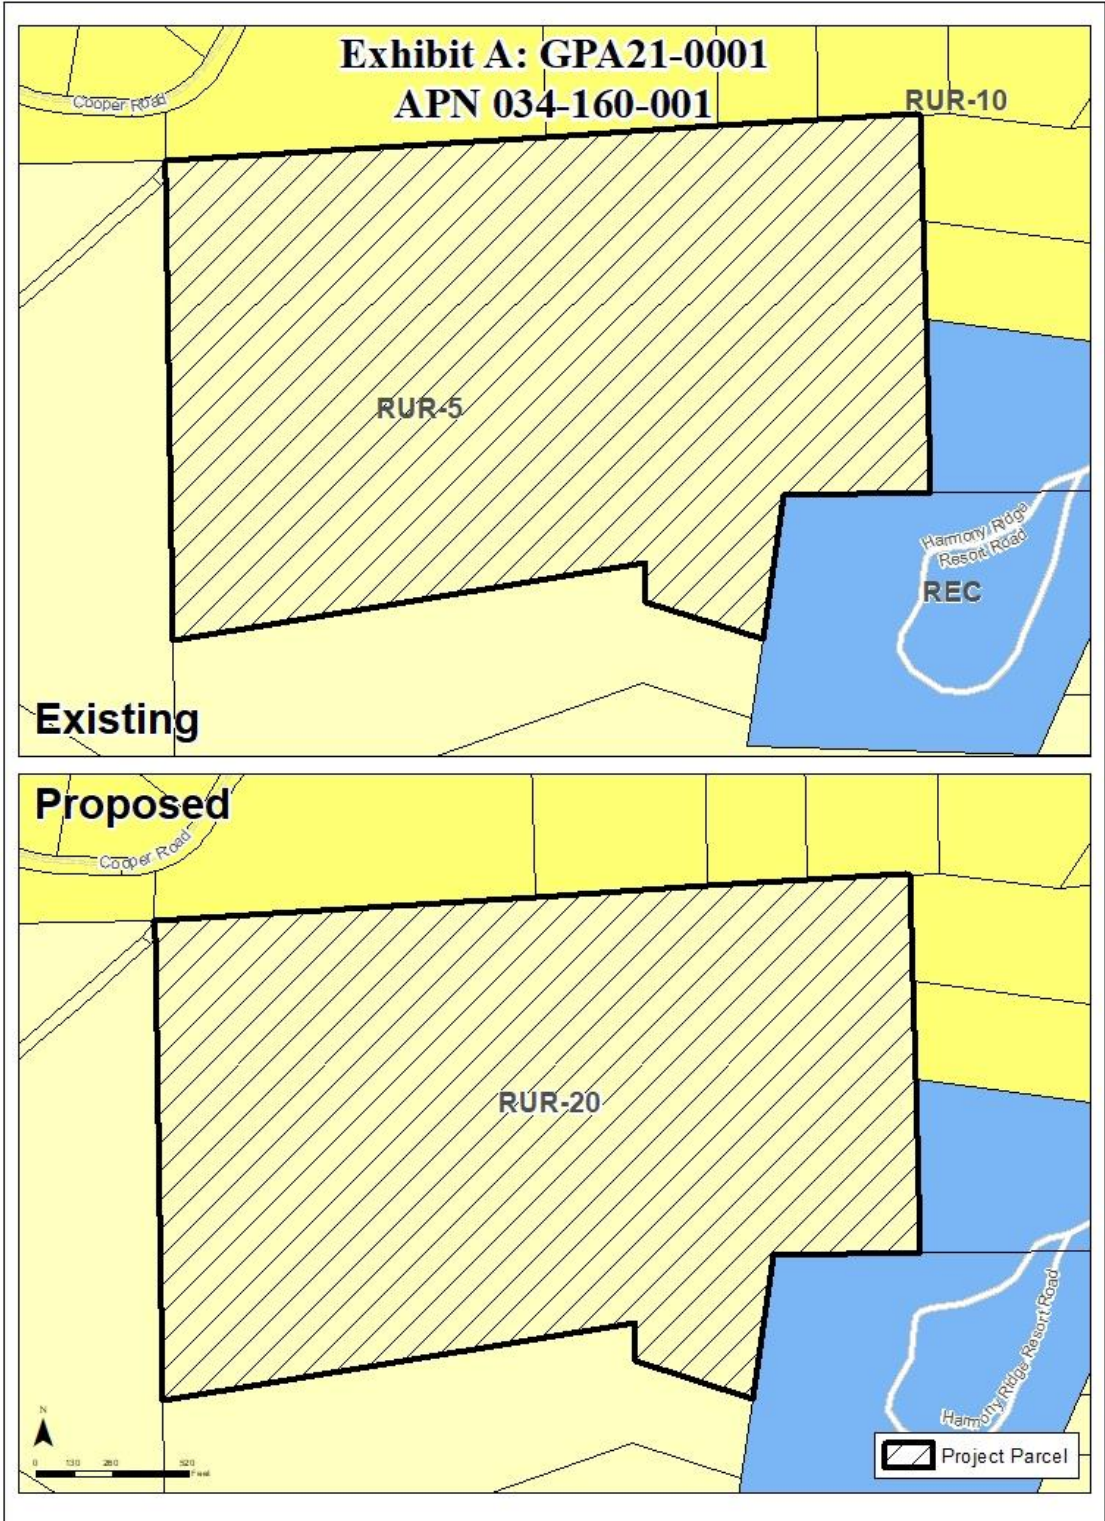 Exhibit A: GPA21-0001
APN 034-160-001
Cooper Road
RUR-10
RUR-5
Harmony Ridge
Resort Road
REC
Existing
Proposed
Cooper Road
RUR-20
Harmony Ridge Resort Road
N
0 130 260 520
Feet
Project Parcel